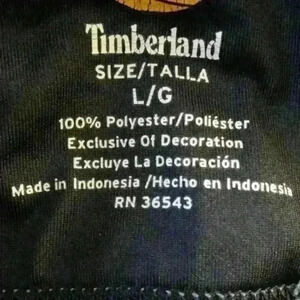 Timberland
SIZE/TALLA
L/G
100% Polyester/Poliéster
Exclusive Of Decoration
Excluye La Decoración
Made in Indonesia /Hecho en Indonesia
RN 36543